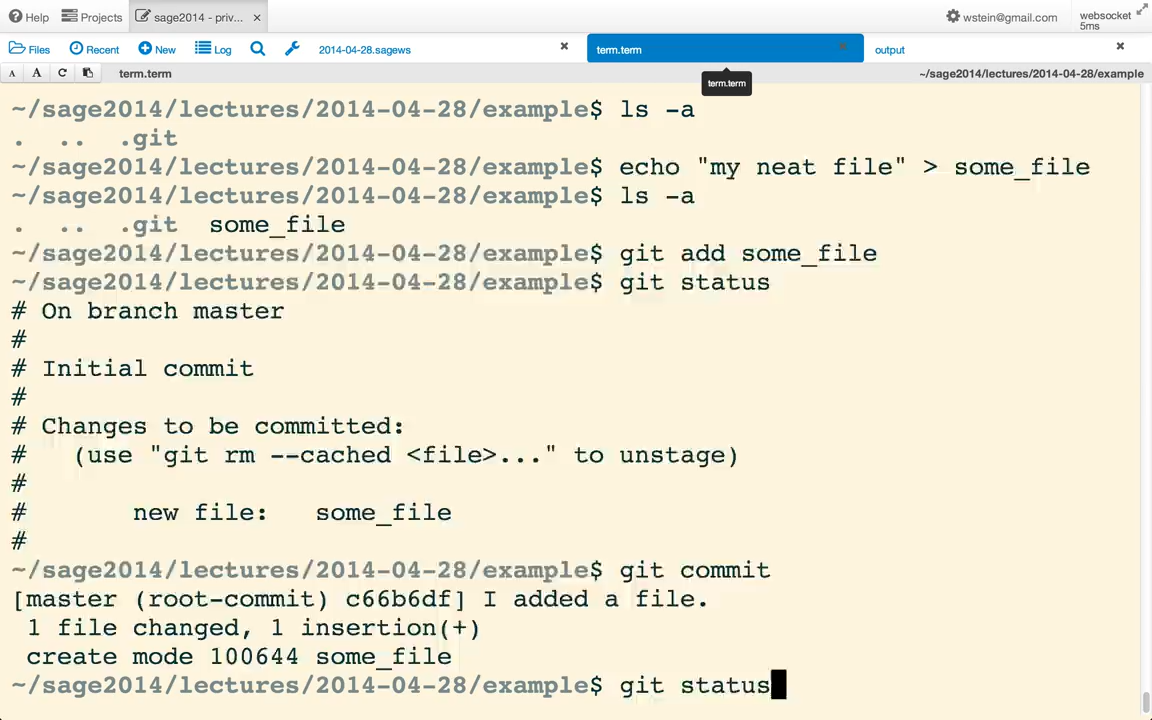 Help Projects sage2014 - priv... × wstein@gmail.com websocket
5ms
Files Recent New Log 2014-04-28.sagews × term.term × output ×
A A C term.term ~/sage2014/lectures/2014-04-28/example
term.term
~/sage2014/lectures/2014-04-28/example$ ls -a
. .. .git
~/sage2014/lectures/2014-04-28/example$ echo "my neat file" > some_file
~/sage2014/lectures/2014-04-28/example$ ls -a
. .. .git some_file
~/sage2014/lectures/2014-04-28/example$ git add some_file
~/sage2014/lectures/2014-04-28/example$ git status
# On branch master
#
# Initial commit
#
# Changes to be committed:
#   (use "git rm --cached <file>..." to unstage)
#
#       new file:   some_file
#
~/sage2014/lectures/2014-04-28/example$ git commit
[master (root-commit) c66b6df] I added a file.
 1 file changed, 1 insertion(+)
 create mode 100644 some_file
~/sage2014/lectures/2014-04-28/example$ git status